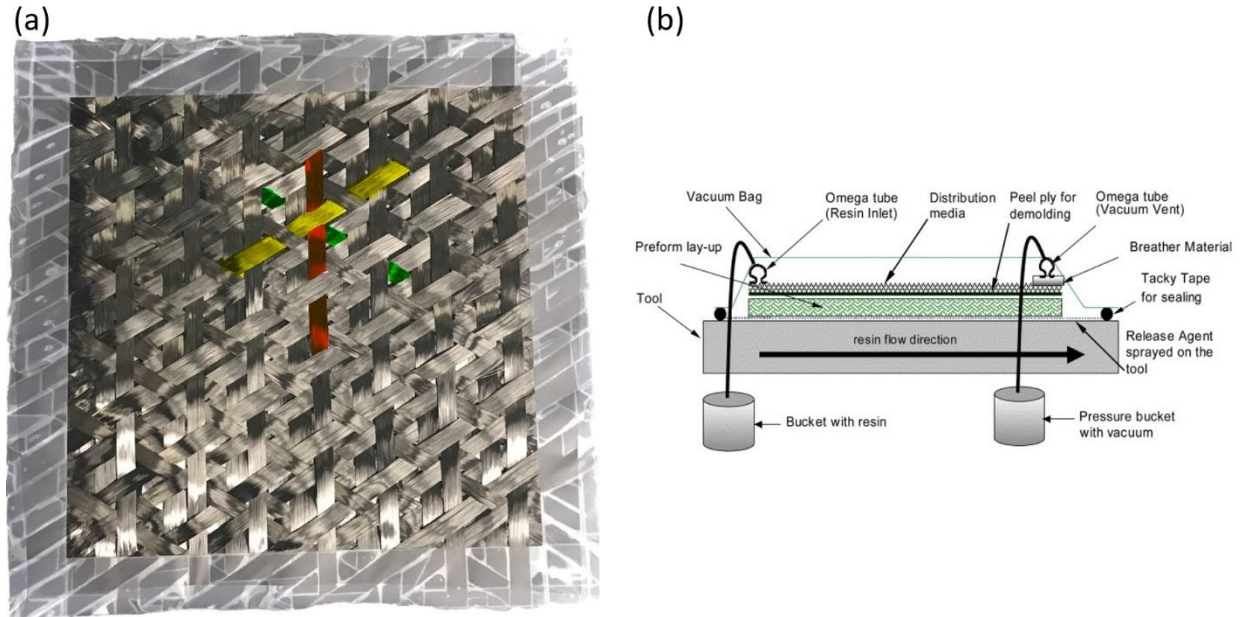 (a)
(b)
Vacuum Bag
Omega tube
(Resin Inlet)
Distribution
media
Peel ply for
demolding
Omega tube
(Vacuum Vent)
Preform lay-up
Breather Material
Tacky Tape
for sealing
Tool
resin flow direction
Release Agent
sprayed on the
tool
Bucket with resin
Pressure bucket
with vacuum